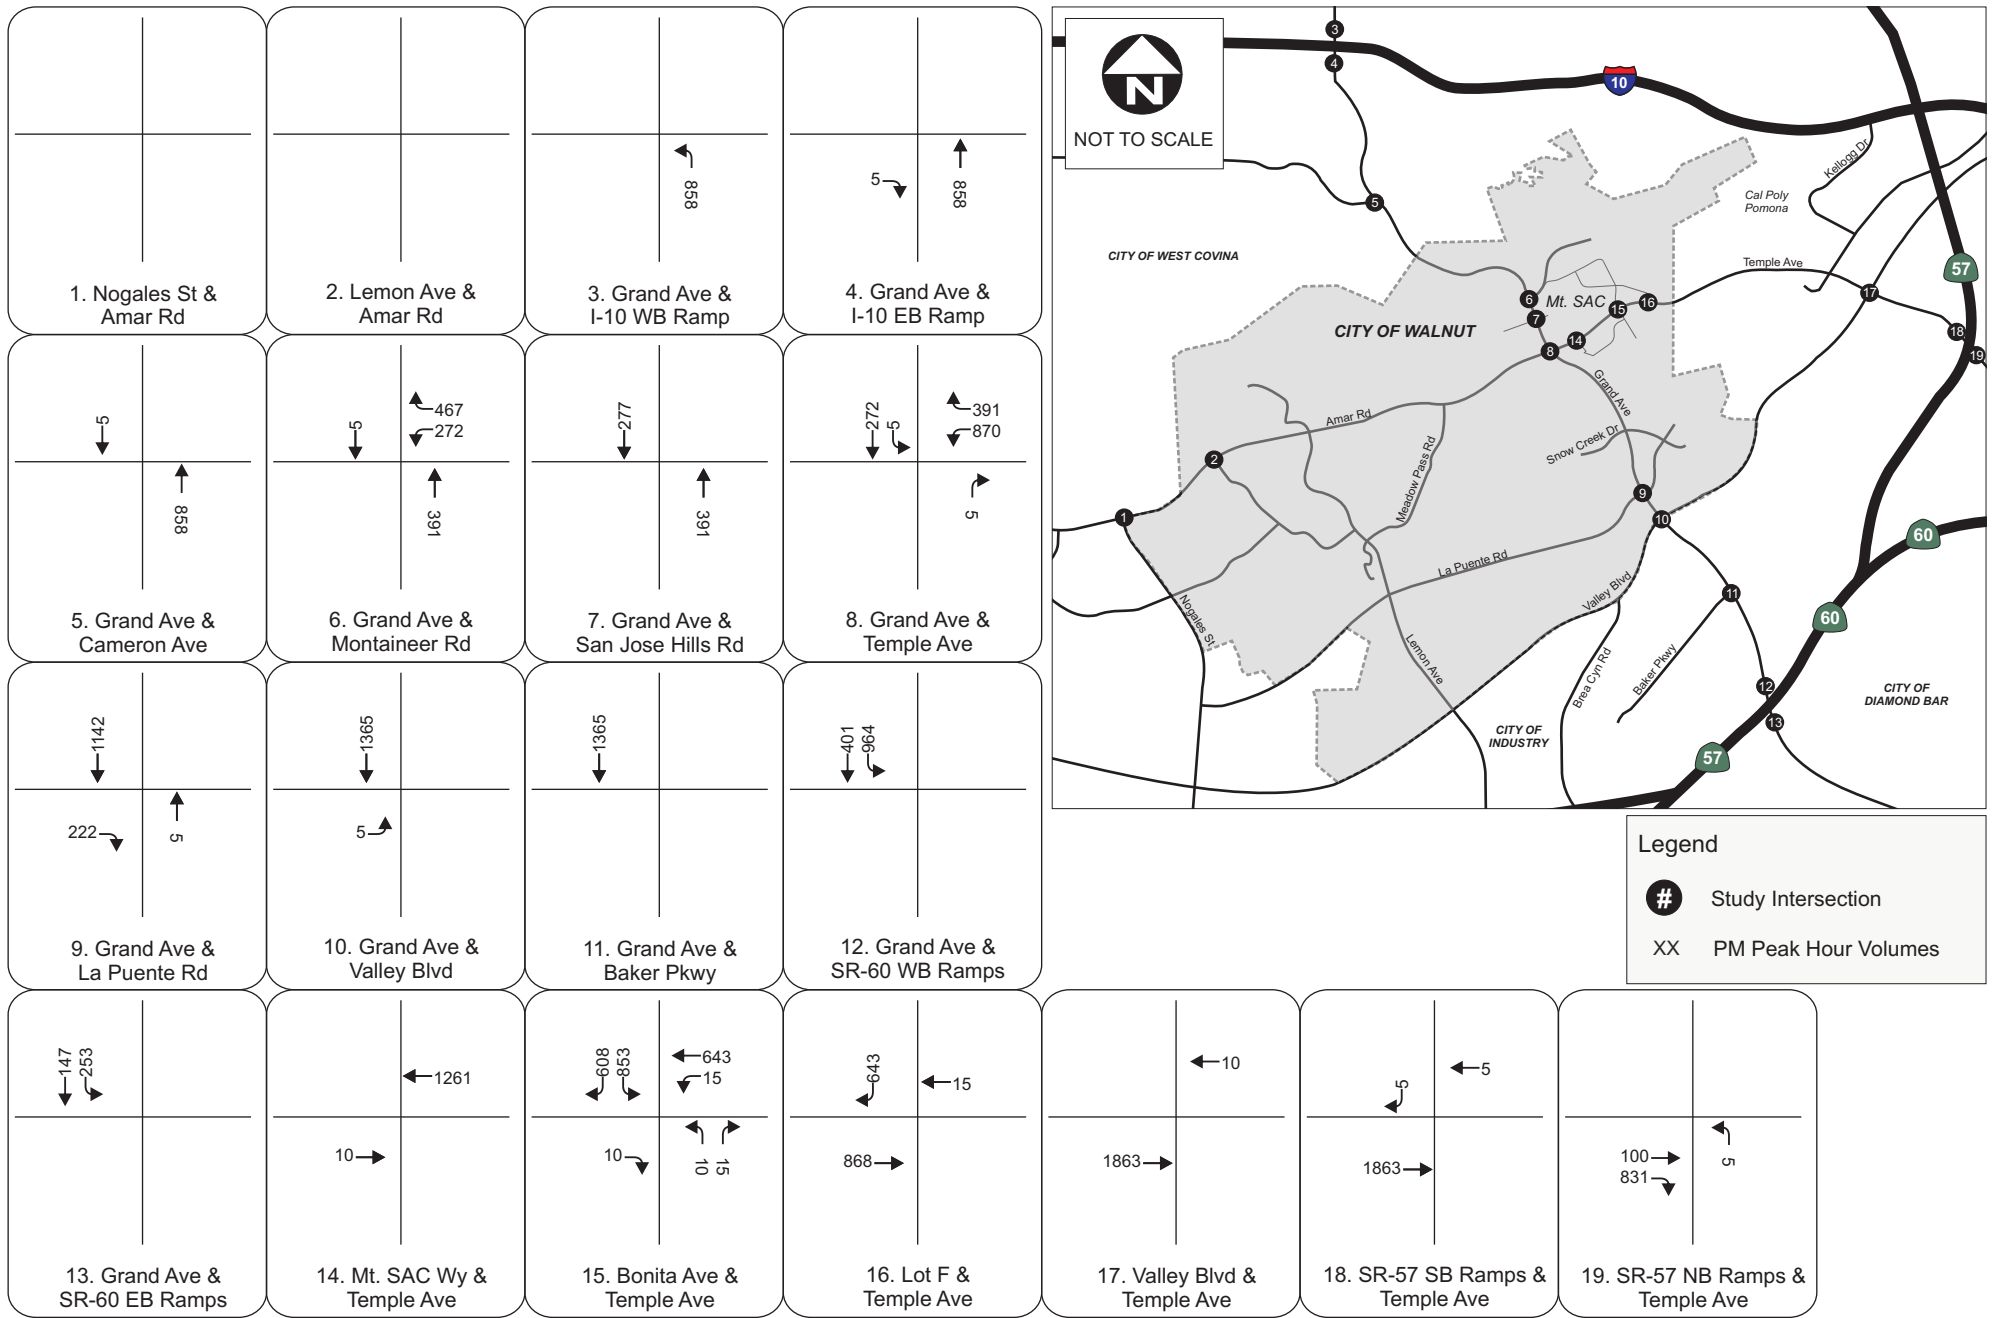 858
1. Nogales St &
Amar Rd
2. Lemon Ave &
Amar Rd
3. Grand Ave &
I-10 WB Ramp
5
858
4. Grand Ave &
I-10 EB Ramp
5
858
5. Grand Ave &
Cameron Ave
5
467
272
391
6. Grand Ave &
Montaineer Rd
277
391
7. Grand Ave &
San Jose Hills Rd
272
5
391
870
5
8. Grand Ave &
Temple Ave
1142
222
5
9. Grand Ave &
La Puente Rd
1365
5
10. Grand Ave &
Valley Blvd
1365
11. Grand Ave &
Baker Pkwy
401
964
12. Grand Ave &
SR-60 WB Ramps
147
253
13. Grand Ave &
SR-60 EB Ramps
1261
10
14. Mt. SAC Wy &
Temple Ave
608
853
643
15
10
10
15
15. Bonita Ave &
Temple Ave
643
15
868
16. Lot F &
Temple Ave
10
1863
17. Valley Blvd &
Temple Ave
5
5
1863
18. SR-57 SB Ramps &
Temple Ave
100
831
5
19. SR-57 NB Ramps &
Temple Ave
N
NOT TO SCALE
3
4
10
Kellogg Dr
Cal Poly
Pomona
5
CITY OF WEST COVINA
Temple Ave
57
6
Mt. SAC
16
15
17
7
CITY OF WALNUT
14
8
18
19
Grand Ave
Amar Rd
Snow Creek Dr
Meadow Pass Rd
2
9
1
10
60
La Puente Rd
Valley Blvd
11
Nogales St
60
Lemon Ave
Brea Cyn Rd
Baker Pkwy
12
13
CITY OF
DIAMOND BAR
CITY OF
INDUSTRY
57
Legend
# Study Intersection
XX PM Peak Hour Volumes